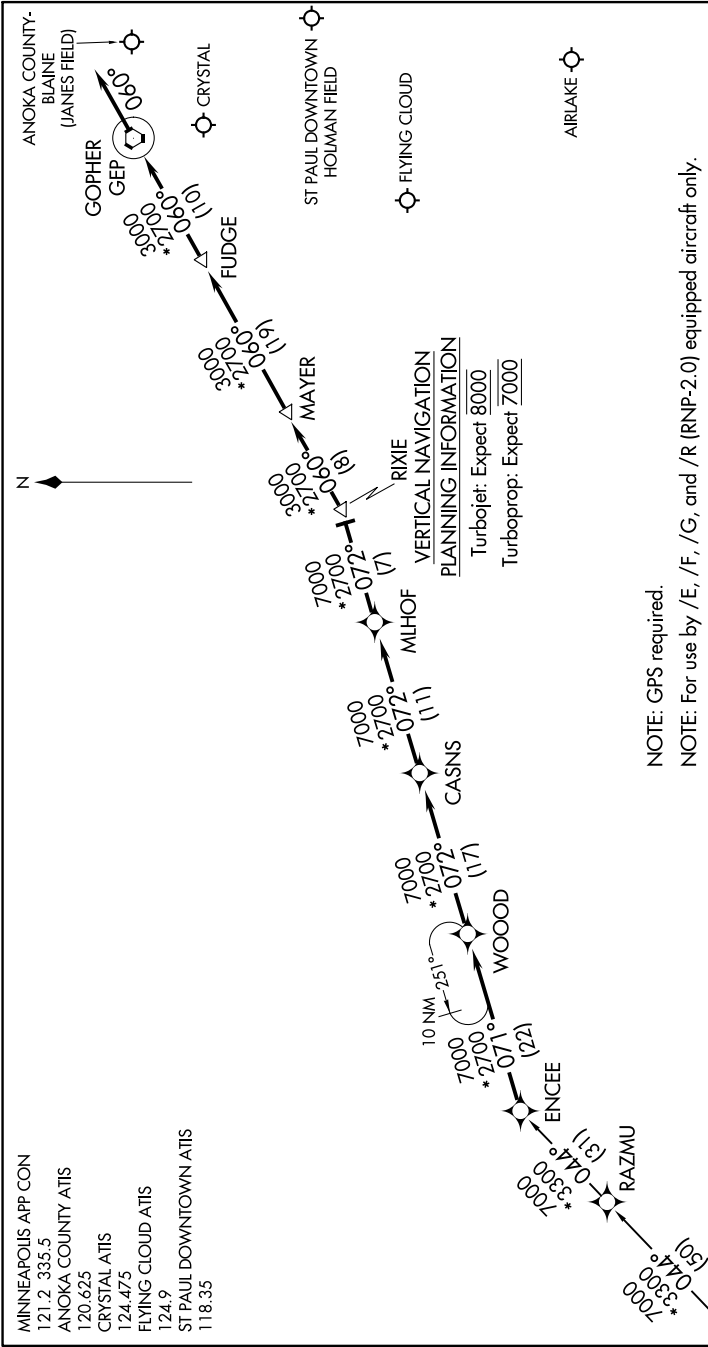 MINNEAPOLIS APP CON
121.2 335.5
ANOKA COUNTY ATIS
120.625
CRYSTAL ATIS
124.475
FLYING CLOUD ATIS
124.9
ST PAUL DOWNTOWN ATIS
118.35
N
ANOKA COUNTY-
BLAINE
(JANES FIELD)
060°
GOPHER
GEP
CRYSTAL
3000
*2700
060°
(10)
FUDGE
ST PAUL DOWNTOWN
HOLMAN FIELD
FLYING CLOUD
AIRLAKE
3000
*2700
060°
(19)
MAYER
3000
*2700
060°
(8)
RIXIE
VERTICAL NAVIGATION
PLANNING INFORMATION
Turbojet: Expect 8000
Turboprop: Expect 7000
7000
*2700
072°
(7)
MLHOF
7000
*2700
072°
(11)
CASNS
7000
*2700
072°
(17)
WOOOD
10 NM
251°
7000
*2700
071°
(22)
ENCEE
7000
*3300
044°
(31)
RAZMU
7000
*3300
044°
(50)
NOTE: GPS required.
NOTE: For use by /E, /F, /G, and /R (RNP-2.0) equipped aircraft only.